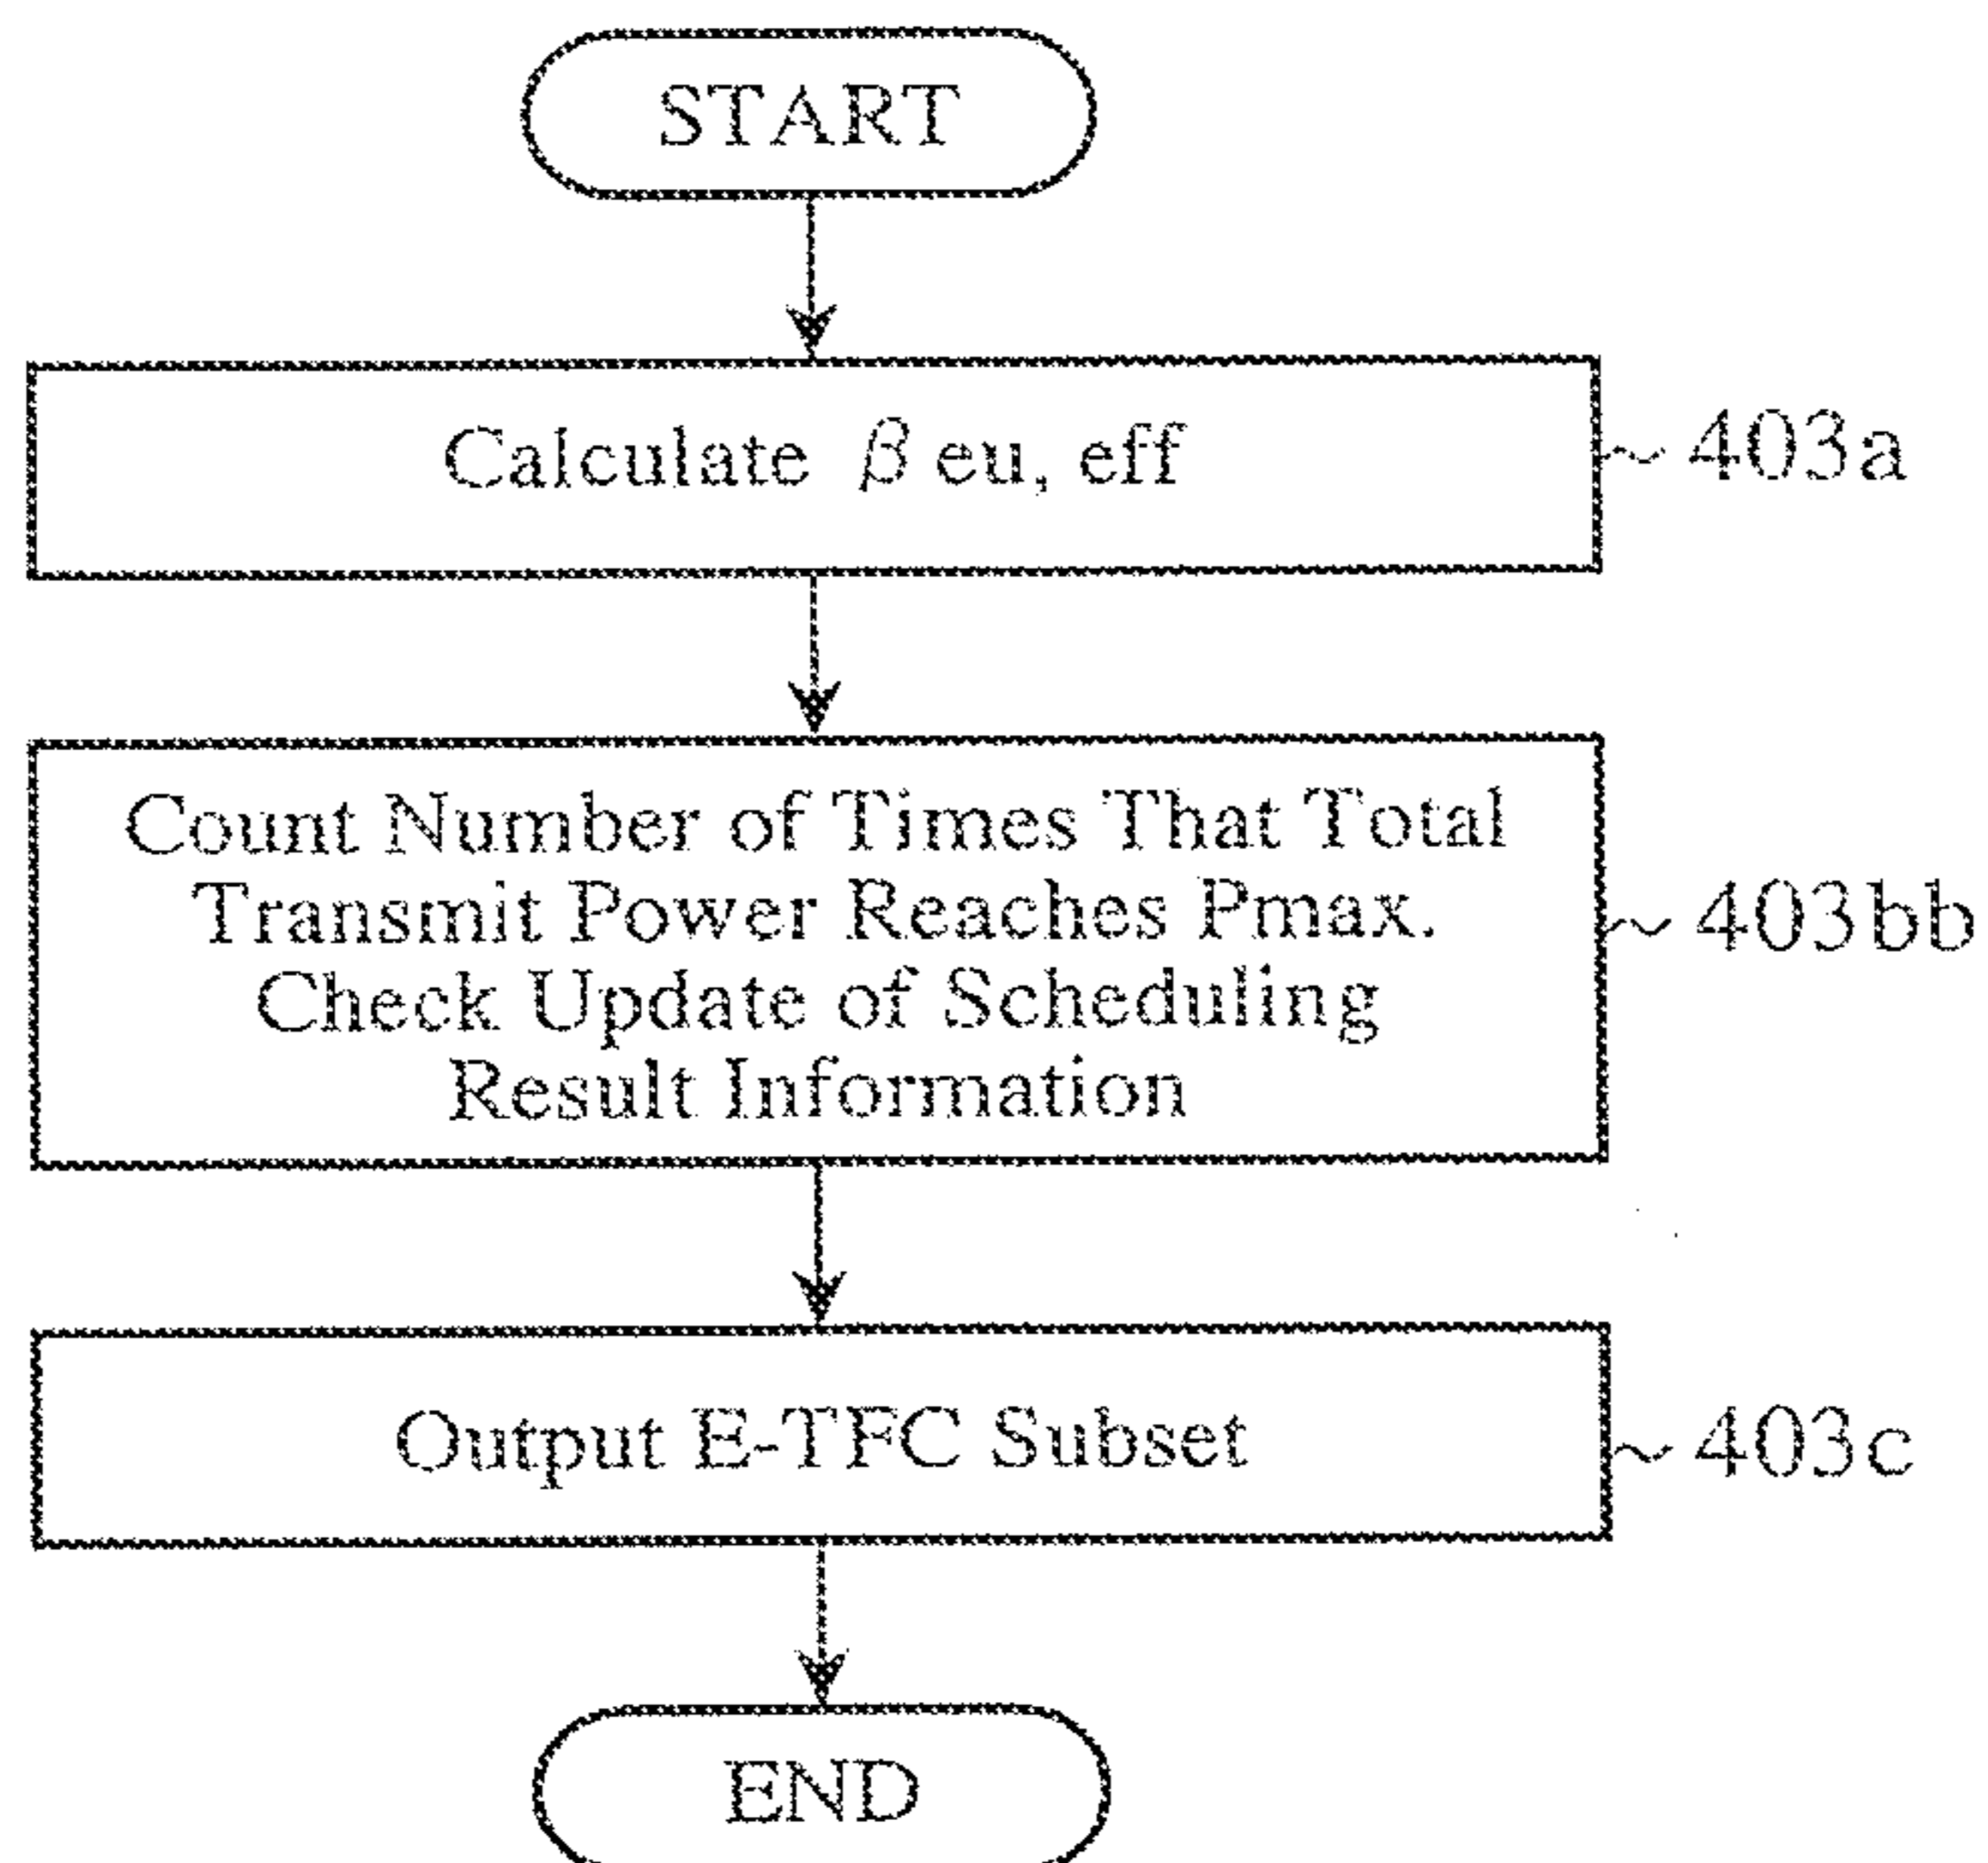 START
Calculate β eu, eff
403a
Count Number of Times That Total
Transmit Power Reaches Pmax.
Check Update of Scheduling
Result Information
403bb
Output E-TFC Subset
403c
END